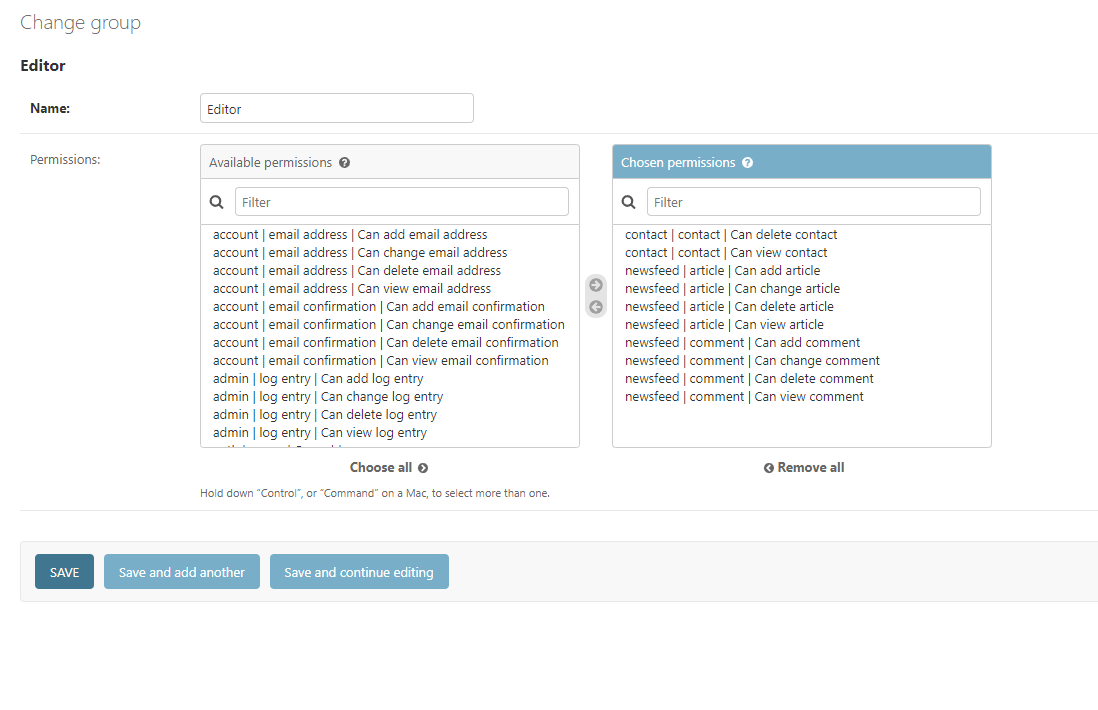 Change group
Editor
Name:
Editor
Permissions:
Available permissions
Filter
account | email address | Can add email address
account | email address | Can change email address
account | email address | Can delete email address
account | email address | Can view email address
account | email confirmation | Can add email confirmation
account | email confirmation | Can change email confirmation
account | email confirmation | Can delete email confirmation
account | email confirmation | Can view email confirmation
admin | log entry | Can add log entry
admin | log entry | Can change log entry
admin | log entry | Can delete log entry
admin | log entry | Can view log entry
Choose all
Chosen permissions
Filter
contact | contact | Can delete contact
contact | contact | Can view contact
newsfeed | article | Can add article
newsfeed | article | Can change article
newsfeed | article | Can delete article
newsfeed | article | Can view article
newsfeed | comment | Can add comment
newsfeed | comment | Can change comment
newsfeed | comment | Can delete comment
newsfeed | comment | Can view comment
Remove all
Hold down “Control”, or “Command” on a Mac, to select more than one.
SAVE
Save and add another
Save and continue editing